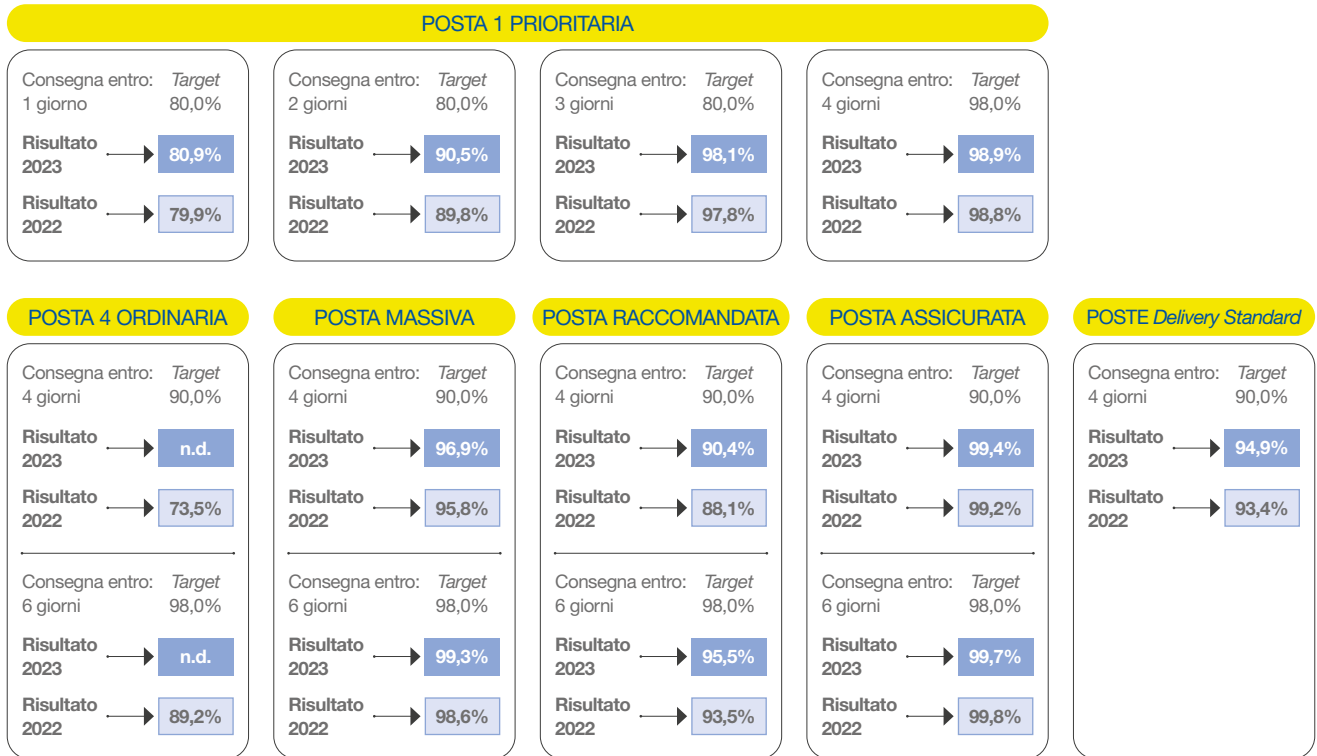 POSTA 1 PRIORITARIA
Consegna entro: Target
1 giorno 80,0%
Risultato
2023
80,9%
Risultato
2022
79,9%
Consegna entro: Target
2 giorni 80,0%
Risultato
2023
90,5%
Risultato
2022
89,8%
Consegna entro: Target
3 giorni 80,0%
Risultato
2023
98,1%
Risultato
2022
97,8%
Consegna entro: Target
4 giorni 98,0%
Risultato
2023
98,9%
Risultato
2022
98,8%
POSTA 4 ORDINARIA
Consegna entro: Target
4 giorni 90,0%
Risultato
2023
n.d.
Risultato
2022
73,5%
Consegna entro: Target
6 giorni 98,0%
Risultato
2023
n.d.
Risultato
2022
89,2%
POSTA MASSIVA
Consegna entro: Target
4 giorni 90,0%
Risultato
2023
96,9%
Risultato
2022
95,8%
Consegna entro: Target
6 giorni 98,0%
Risultato
2023
99,3%
Risultato
2022
98,6%
POSTA RACCOMANDATA
Consegna entro: Target
4 giorni 90,0%
Risultato
2023
90,4%
Risultato
2022
88,1%
Consegna entro: Target
6 giorni 98,0%
Risultato
2023
95,5%
Risultato
2022
93,5%
POSTA ASSICURATA
Consegna entro: Target
4 giorni 90,0%
Risultato
2023
99,4%
Risultato
2022
99,2%
Consegna entro: Target
6 giorni 98,0%
Risultato
2023
99,7%
Risultato
2022
99,8%
POSTE Delivery Standard
Consegna entro: Target
4 giorni 90,0%
Risultato
2023
94,9%
Risultato
2022
93,4%